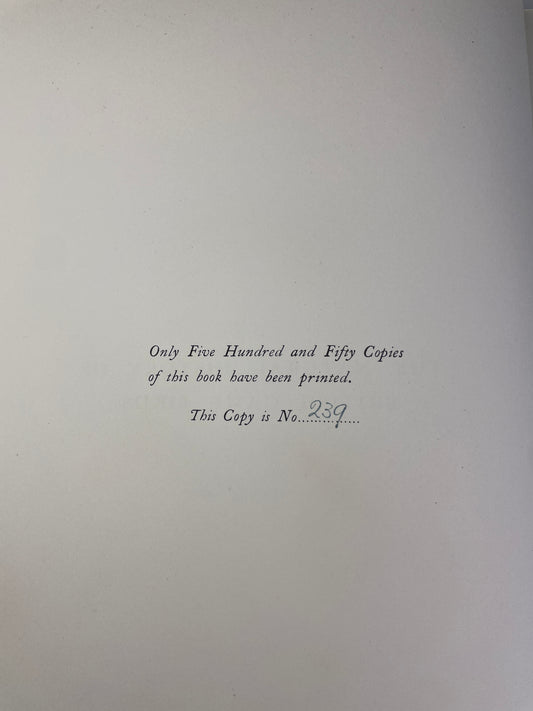 Only Five Hundred and Fifty Copies
of this book have been printed.
This Copy is No...239...